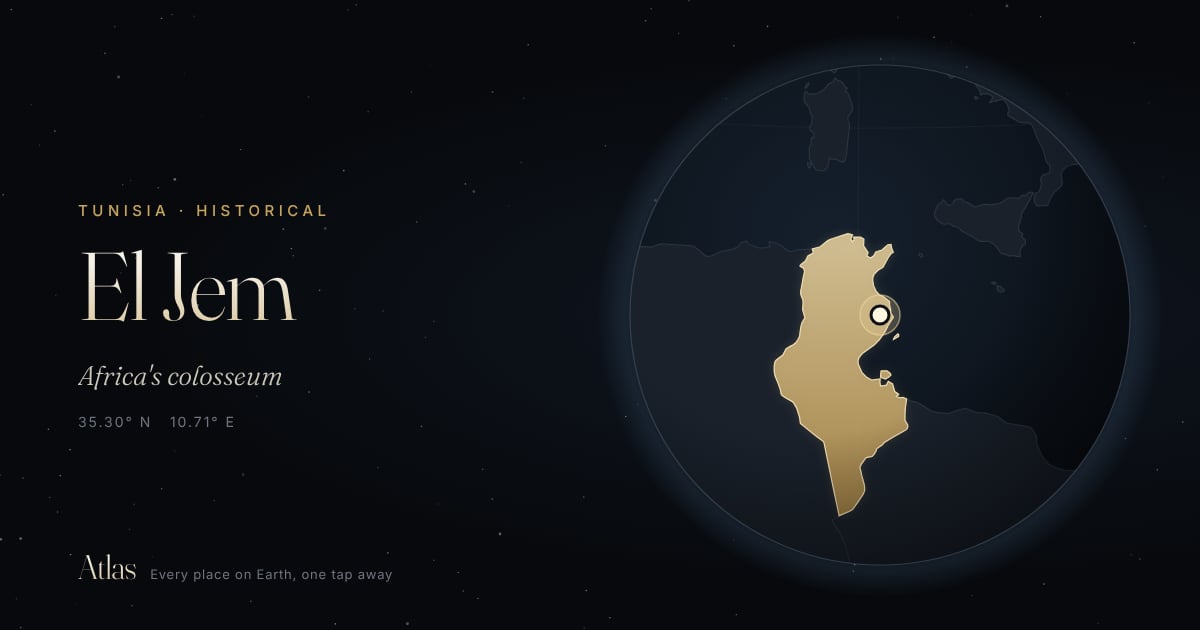 TUNISIA · HISTORICAL
El Jem
Africa's colosseum
35.30° N 10.71° E
Atlas Every place on Earth, one tap away